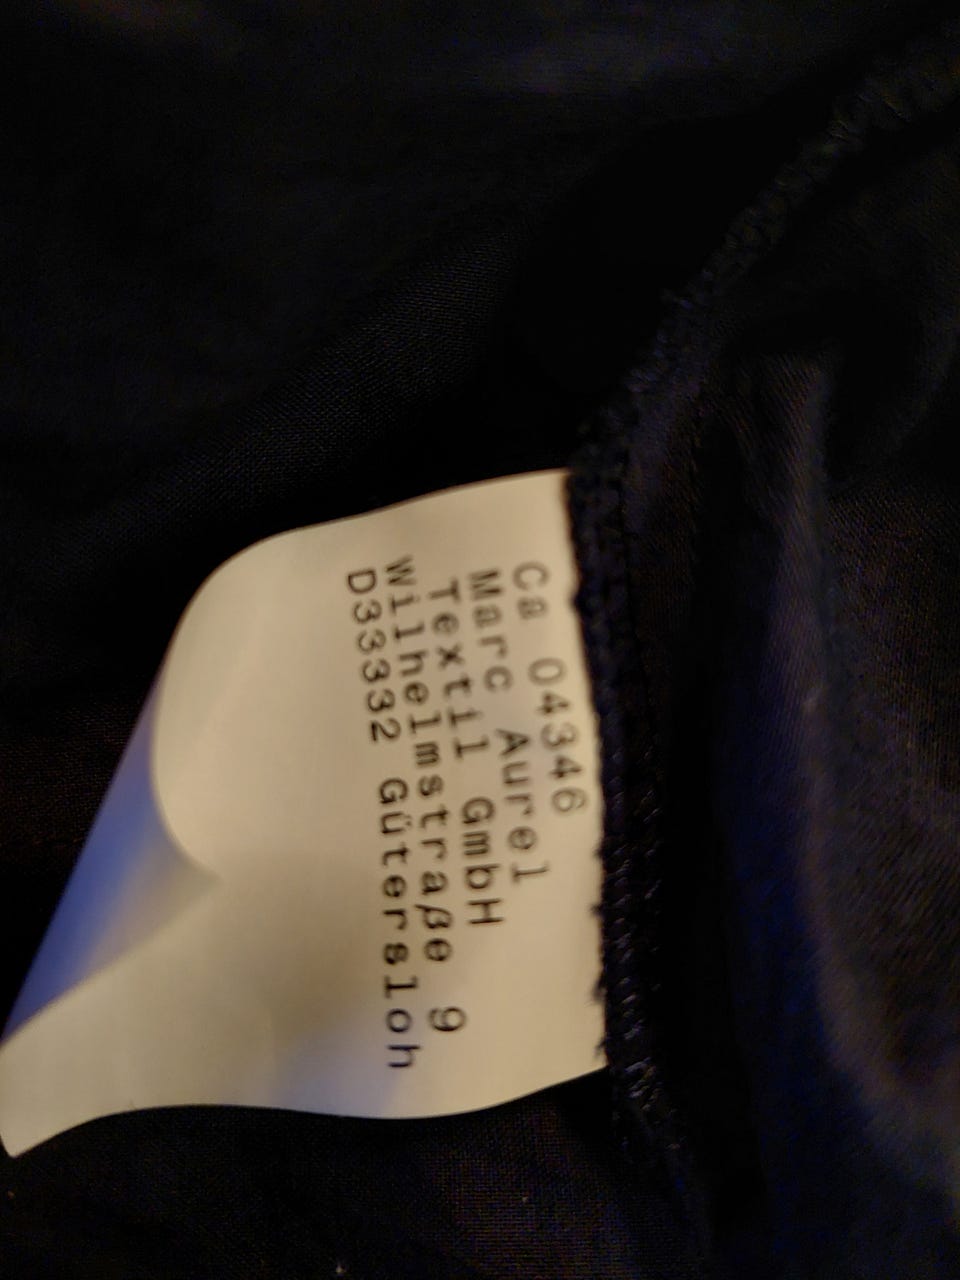 Ca 04346
Marc Aurel
Textil GmbH
Wilhelmstraße 9
D33332 Gütersloh